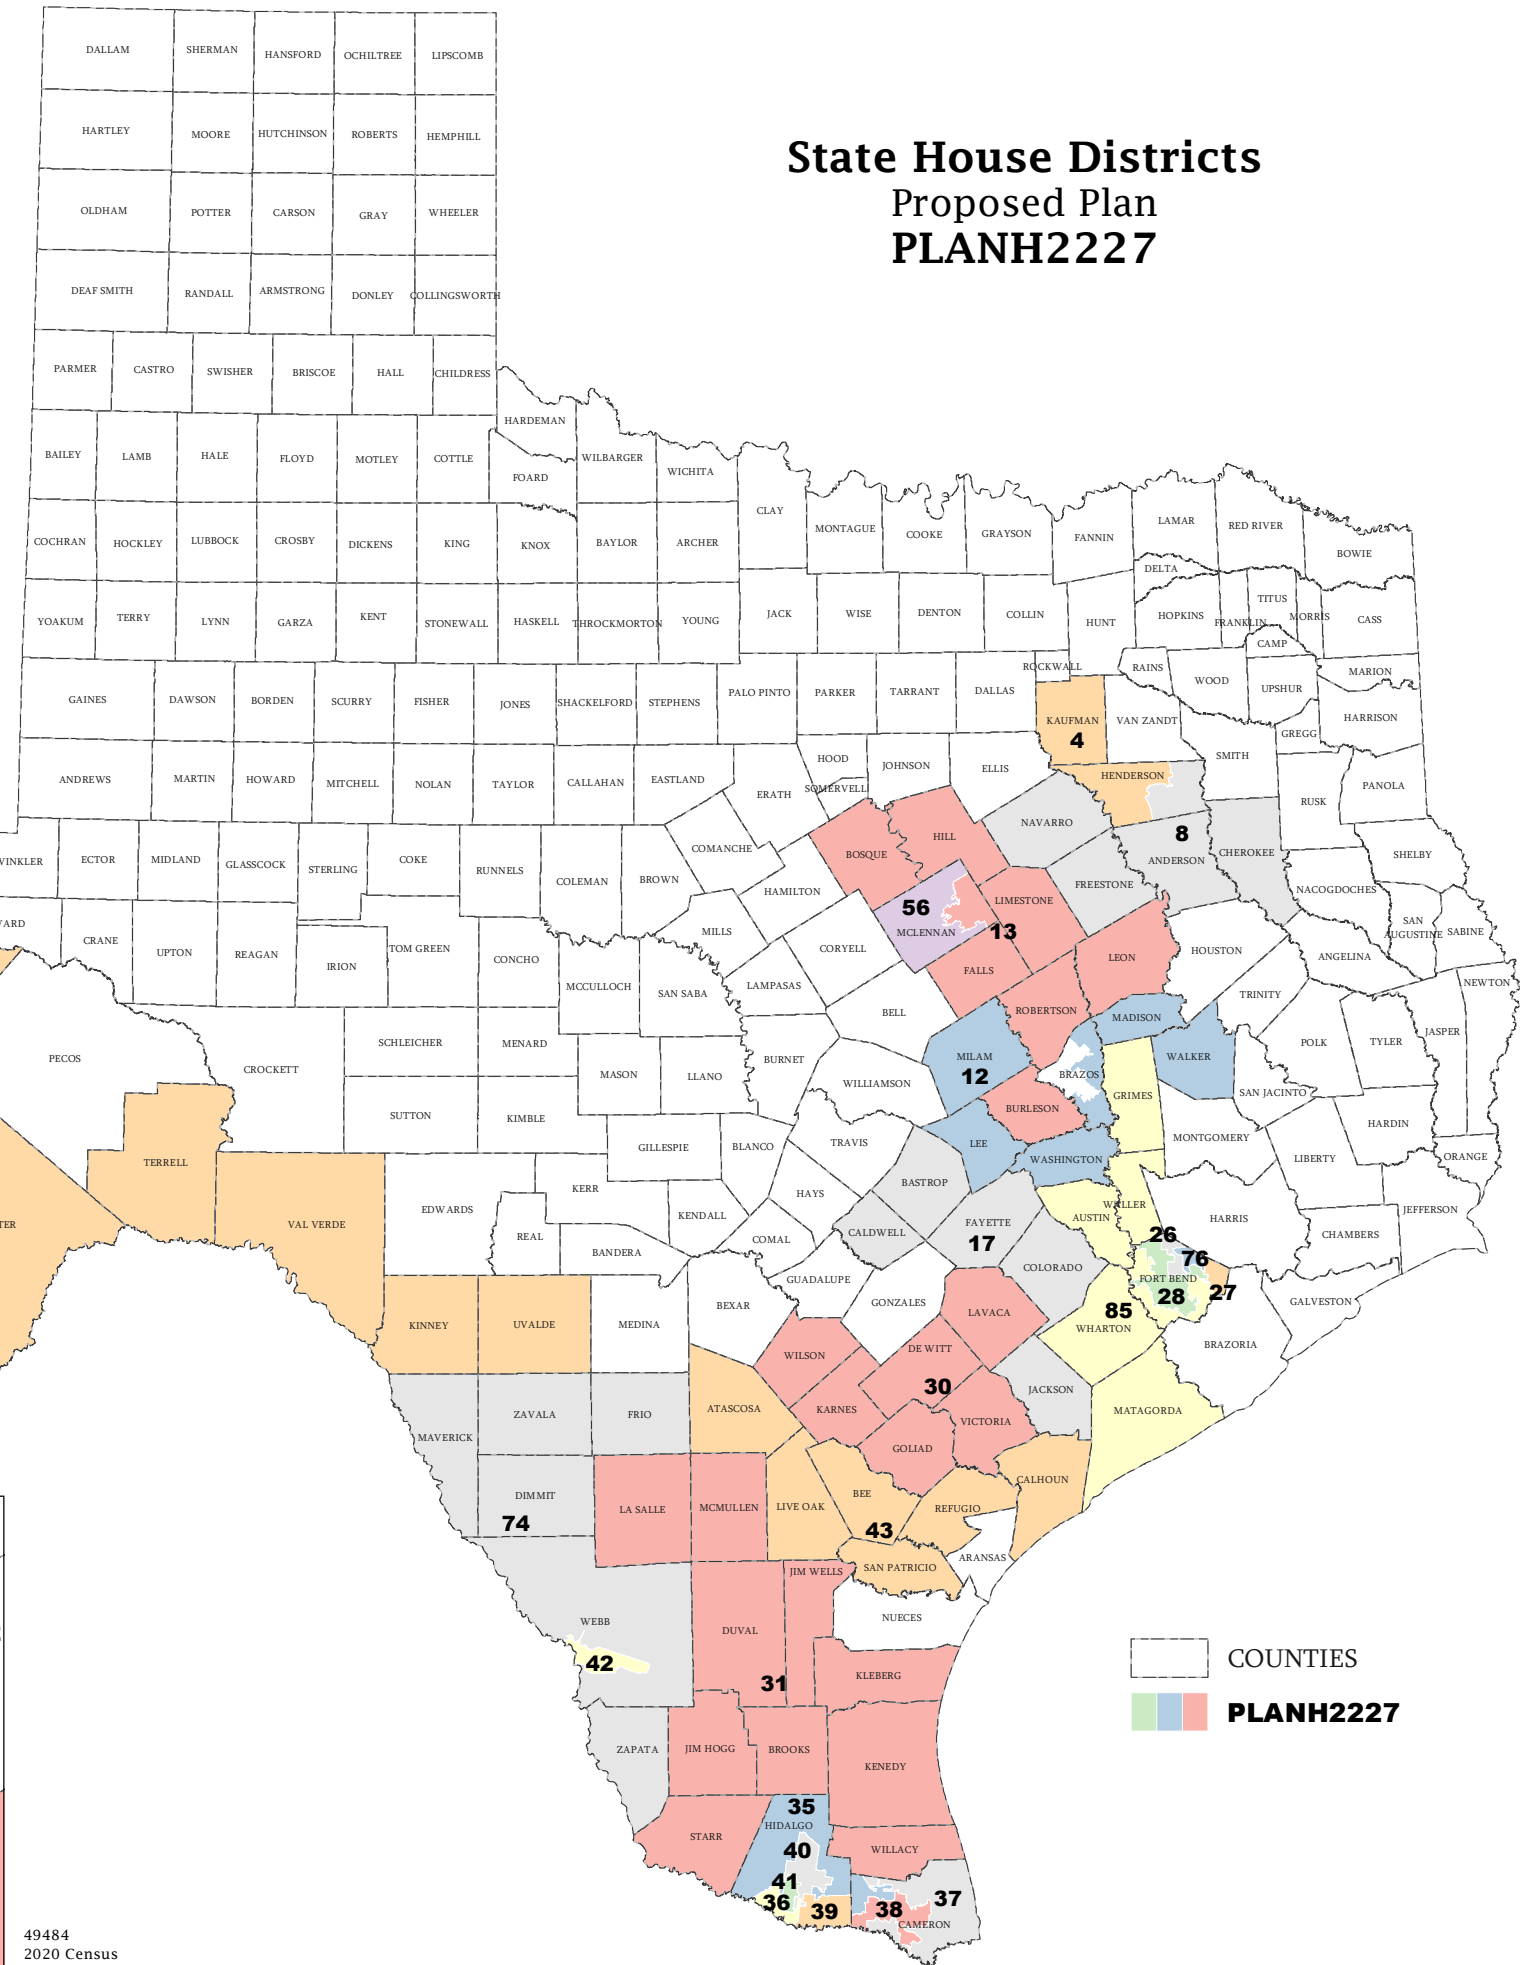 State House Districts
Proposed Plan
PLANH2227
DALLAM SHERMAN HANSFORD OCHILTREE LIPSCOMB
HARTLEY MOORE HUTCHINSON ROBERTS HEMPHILL
OLDHAM POTTER CARSON GRAY WHEELER
DEAF SMITH RANDALL ARMSTRONG DONLEY COLLINGSWORTH
PARMER CASTRO SWISHER BRISCOE HALL CHILDRESS
HARDEMAN
BAILEY LAMB HALE FLOYD MOTLEY COTTLE FOARD WILBARGER WICHITA
CLAY MONTAGUE COOKE GRAYSON FANNIN LAMAR RED RIVER BOWIE
COCHRAN HOCKLEY LUBBOCK CROSBY DICKENS KING KNOX BAYLOR ARCHER
DELTA
YOAKUM TERRY LYNN GARZA KENT STONEWALL HASKELL THROCKMORTON YOUNG JACK WISE DENTON COLLIN HUNT HOPKINS FRANKLIN TITUS MORRIS CASS
CAMP
ROCKWALL RAINS WOOD UPSHUR MARION
GAINES DAWSON BORDEN SCURRY FISHER JONES SHACKELFORD STEPHENS PALO PINTO PARKER TARRANT DALLAS KAUFMAN VAN ZANDT HARRISON
4
GREGG
SMITH
ANDREWS MARTIN HOWARD MITCHELL NOLAN TAYLOR CALLAHAN EASTLAND ERATH HOOD SOMERVELL JOHNSON ELLIS HENDERSON RUSK PANOLA
NAVARRO
8
HILL
WINKLER ECTOR MIDLAND GLASSCOCK STERLING COKE RUNNELS COLEMAN BROWN COMANCHE BOSQUE ANDERSON CHEROKEE SHELBY
HAMILTON FREESTONE NACOGDOCHES
LIMESTONE
56
MCLENNAN
13
ARD CRANE UPTON REAGAN IRION TOM GREEN CONCHO MILLS CORYELL SAN AUGUSTINE SABINE
HOUSTON ANGELINA
LEON
FALLS
MCCULLOCH SAN SABA LAMPASAS BELL ROBERTSON TRINITY NEWTON
MADISON
PECOS CROCKETT SCHLEICHER MENARD MASON LLANO BURNET WILLIAMSON MILAM BRAZOS WALKER POLK TYLER JASPER
12
GRIMES SAN JACINTO
SUTTON KIMBLE BURLESON HARDIN
GILLESPIE BLANCO TRAVIS LEE WASHINGTON MONTGOMERY LIBERTY ORANGE
TERRELL
KERR HAYS BASTROP
TER VAL VERDE EDWARDS REAL BANDERA KENDALL COMAL CALDWELL FAYETTE AUSTIN WALLER HARRIS CHAMBERS JEFFERSON
17
26
76
COLORADO FORT BEND
28 27
GUADALUPE
BEXAR GONZALES LAVACA 85 WHARTON GALVESTON
KINNEY UVALDE MEDINA BRAZORIA
WILSON DE WITT
30
JACKSON
ZAVALA FRIO ATASCOSA KARNES VICTORIA MATAGORDA
MAVERICK
GOLIAD
CALHOUN
DIMMIT LA SALLE MCMULLEN LIVE OAK BEE REFUGIO
74 43
ARANSAS
JIM WELLS SAN PATRICIO
WEBB DUVAL NUECES
42
31 KLEBERG
COUNTIES
PLANH2227
ZAPATA JIM HOGG BROOKS KENEDY
35
HIDALGO
STARR 40 WILLACY
41
36 39 38 37
CAMERON
49484
2020 Census